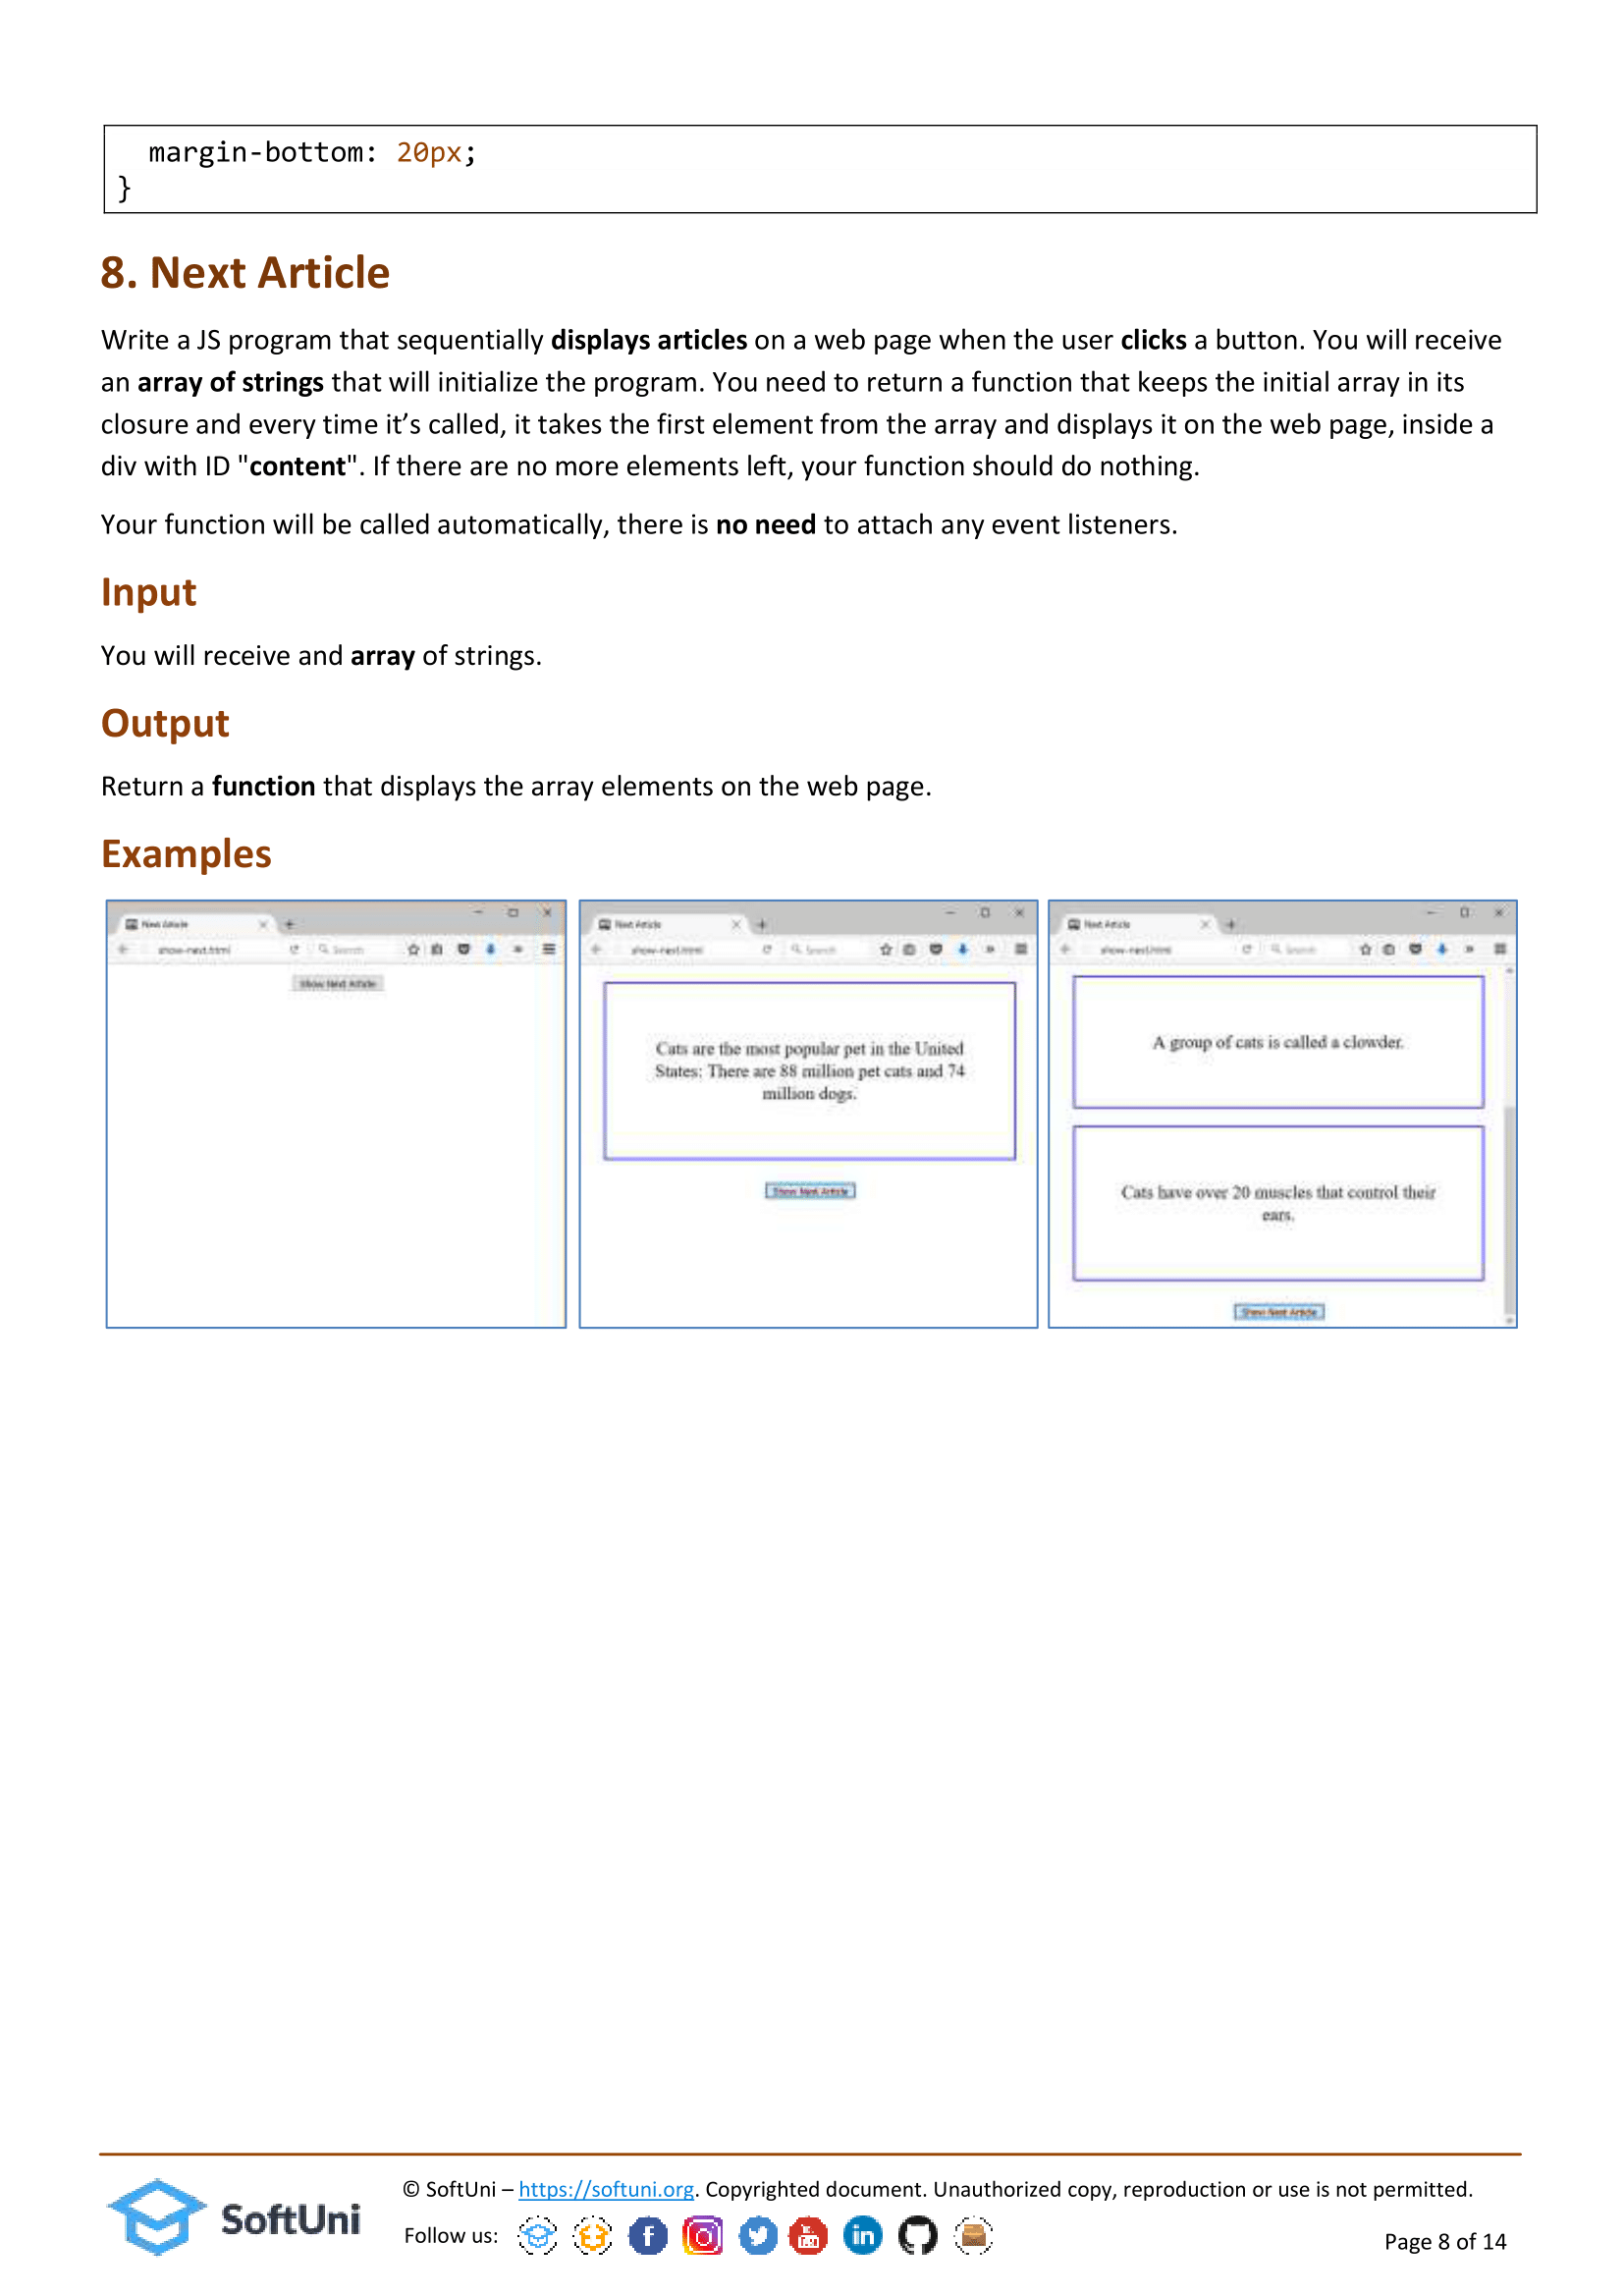 margin-bottom: 20px;
}
8. Next Article
Write a JS program that sequentially displays articles on a web page when the user clicks a button. You will receive
an array of strings that will initialize the program. You need to return a function that keeps the initial array in its
closure and every time it’s called, it takes the first element from the array and displays it on the web page, inside a
div with ID "content". If there are no more elements left, your function should do nothing.
Your function will be called automatically, there is no need to attach any event listeners.
Input
You will receive and array of strings.
Output
Return a function that displays the array elements on the web page.
Examples
New Article
show-next.html
Search
Show Next Article
Next Article
show-next.html
Search
Cats are the most popular pet in the United
States: There are 88 million pet cats and 74
million dogs.
Show Next Article
Next Article
show-next.html
Search
A group of cats is called a clowder.
Cats have over 20 muscles that control their
ears.
Show Next Article
SoftUni
© SoftUni – https://softuni.org. Copyrighted document. Unauthorized copy, reproduction or use is not permitted.
Follow us:
Page 8 of 14